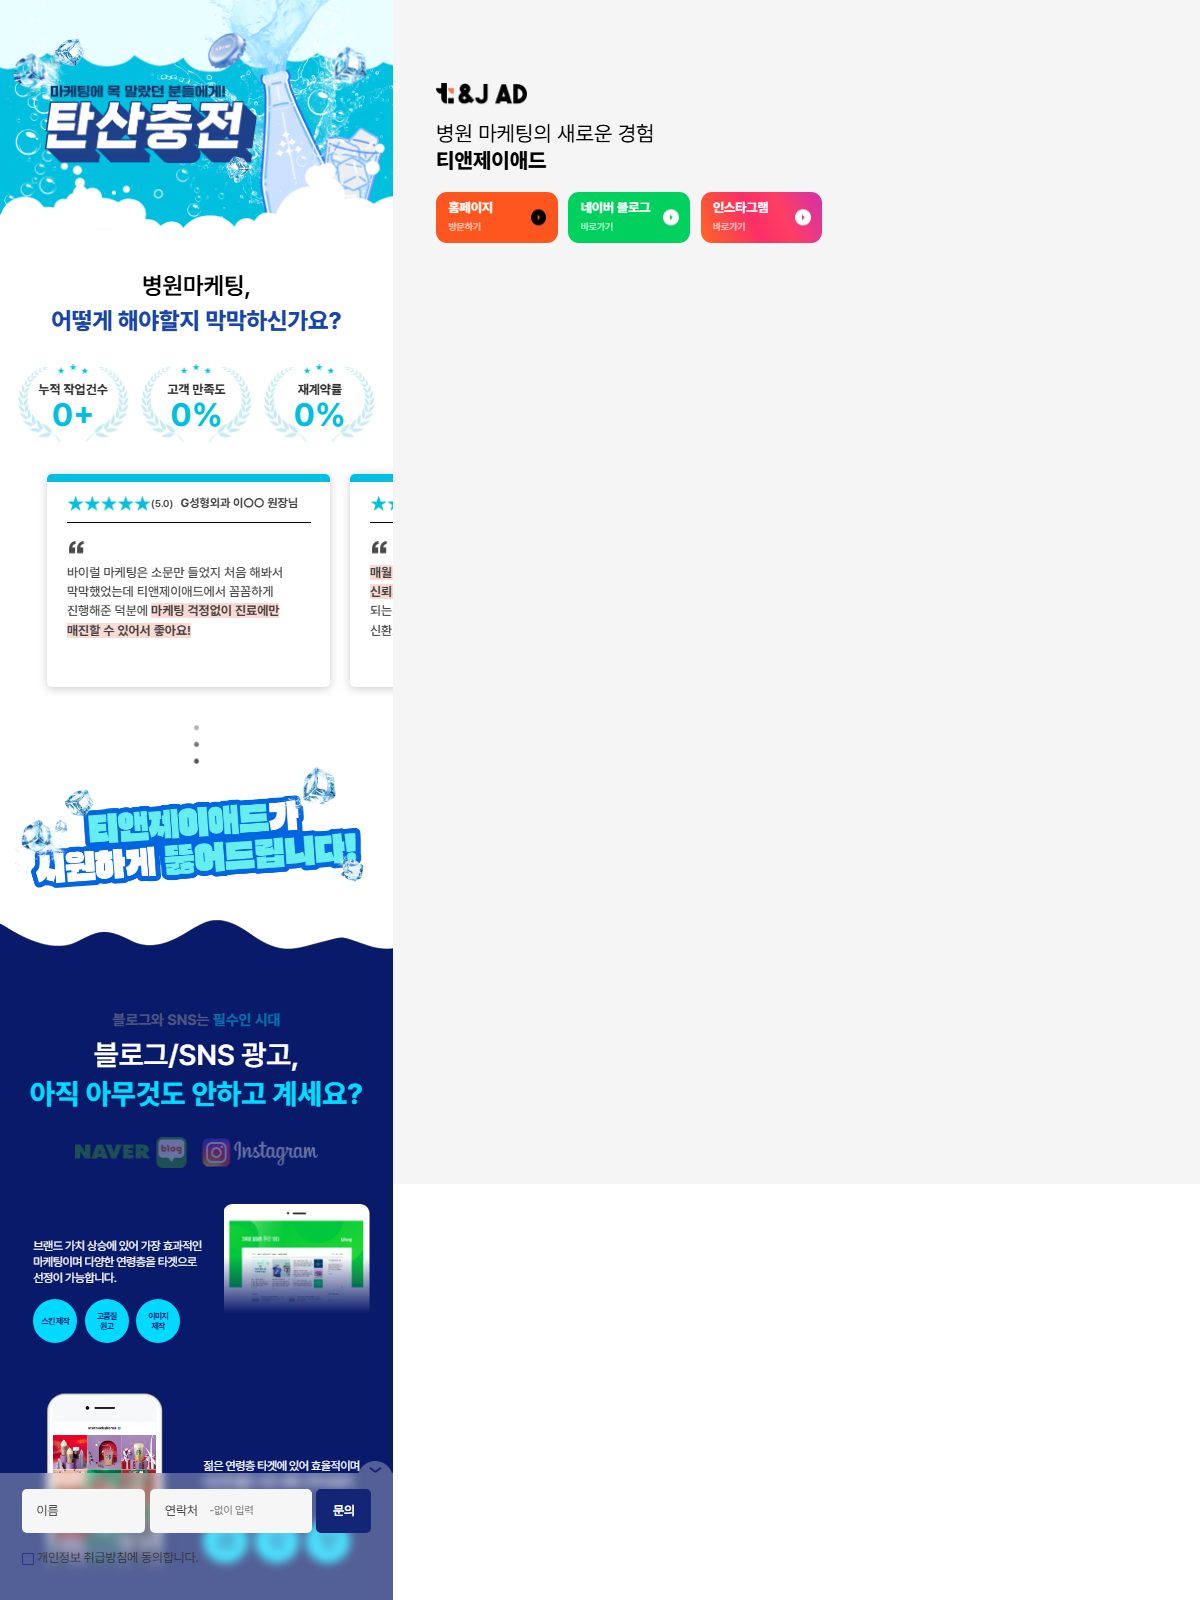 마케팅에 목 말랐던 분들에게!
탄산충전
병원마케팅,
어떻게 해야할지 막막하신가요?
누적 작업건수
0+
고객 만족도
0%
재계약률
0%
★★★★★(5.0) G성형외과 이○○ 원장님
“
바이럴 마케팅은 소문만 들었지 처음 해봐서
막막했었는데 티앤제이애드에서 꼼꼼하게
진행해준 덕분에 마케팅 걱정없이 진료에만
매진할 수 있어서 좋아요!
“
매월
신뢰
되는
신환
티앤제이애드가
시원하게 뚫어드립니다!
블로그와 SNS는 필수인 시대
블로그/SNS 광고,
아직 아무것도 안하고 계세요?
NAVER blog Instagram
브랜드 가치 상승에 있어 가장 효과적인
마케팅이며 다양한 연령층을 타겟으로
선정이 가능합니다.
스킨 제작
고품질
원고
이미지
제작
젊은 연령층 타겟에 있어 효율적이며
이름
연락처 -없이 입력
문의
개인정보 취급방침에 동의합니다.
t:&J AD
병원 마케팅의 새로운 경험
티앤제이애드
홈페이지
방문하기
네이버 블로그
바로가기
인스타그램
바로가기